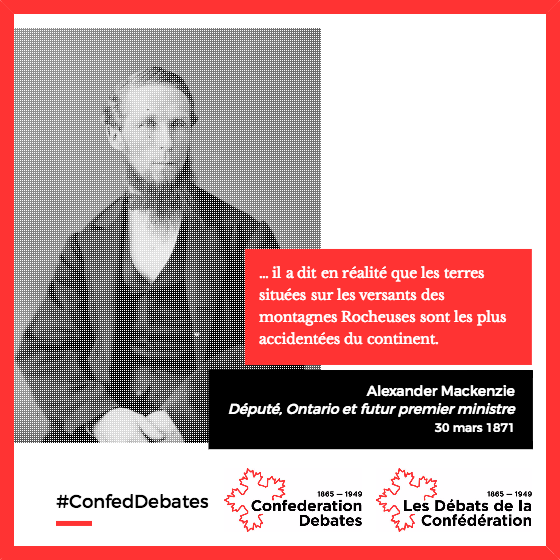 ... il a dit en réalité que les terres
situées sur les versants des
montagnes Rocheuses sont les plus
accidentées du continent.
Alexander Mackenzie
Député, Ontario et futur premier ministre
30 mars 1871
#ConfedDebates
1865 — 1949
Confederation
Debates
1865 — 1949
Les Débats de la
Confédération